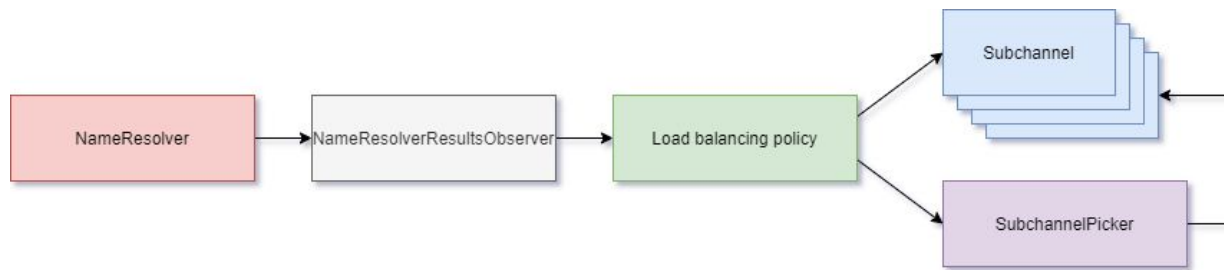 NameResolver
NameResolverResultsObserver
Load balancing policy
Subchannel
SubchannelPicker